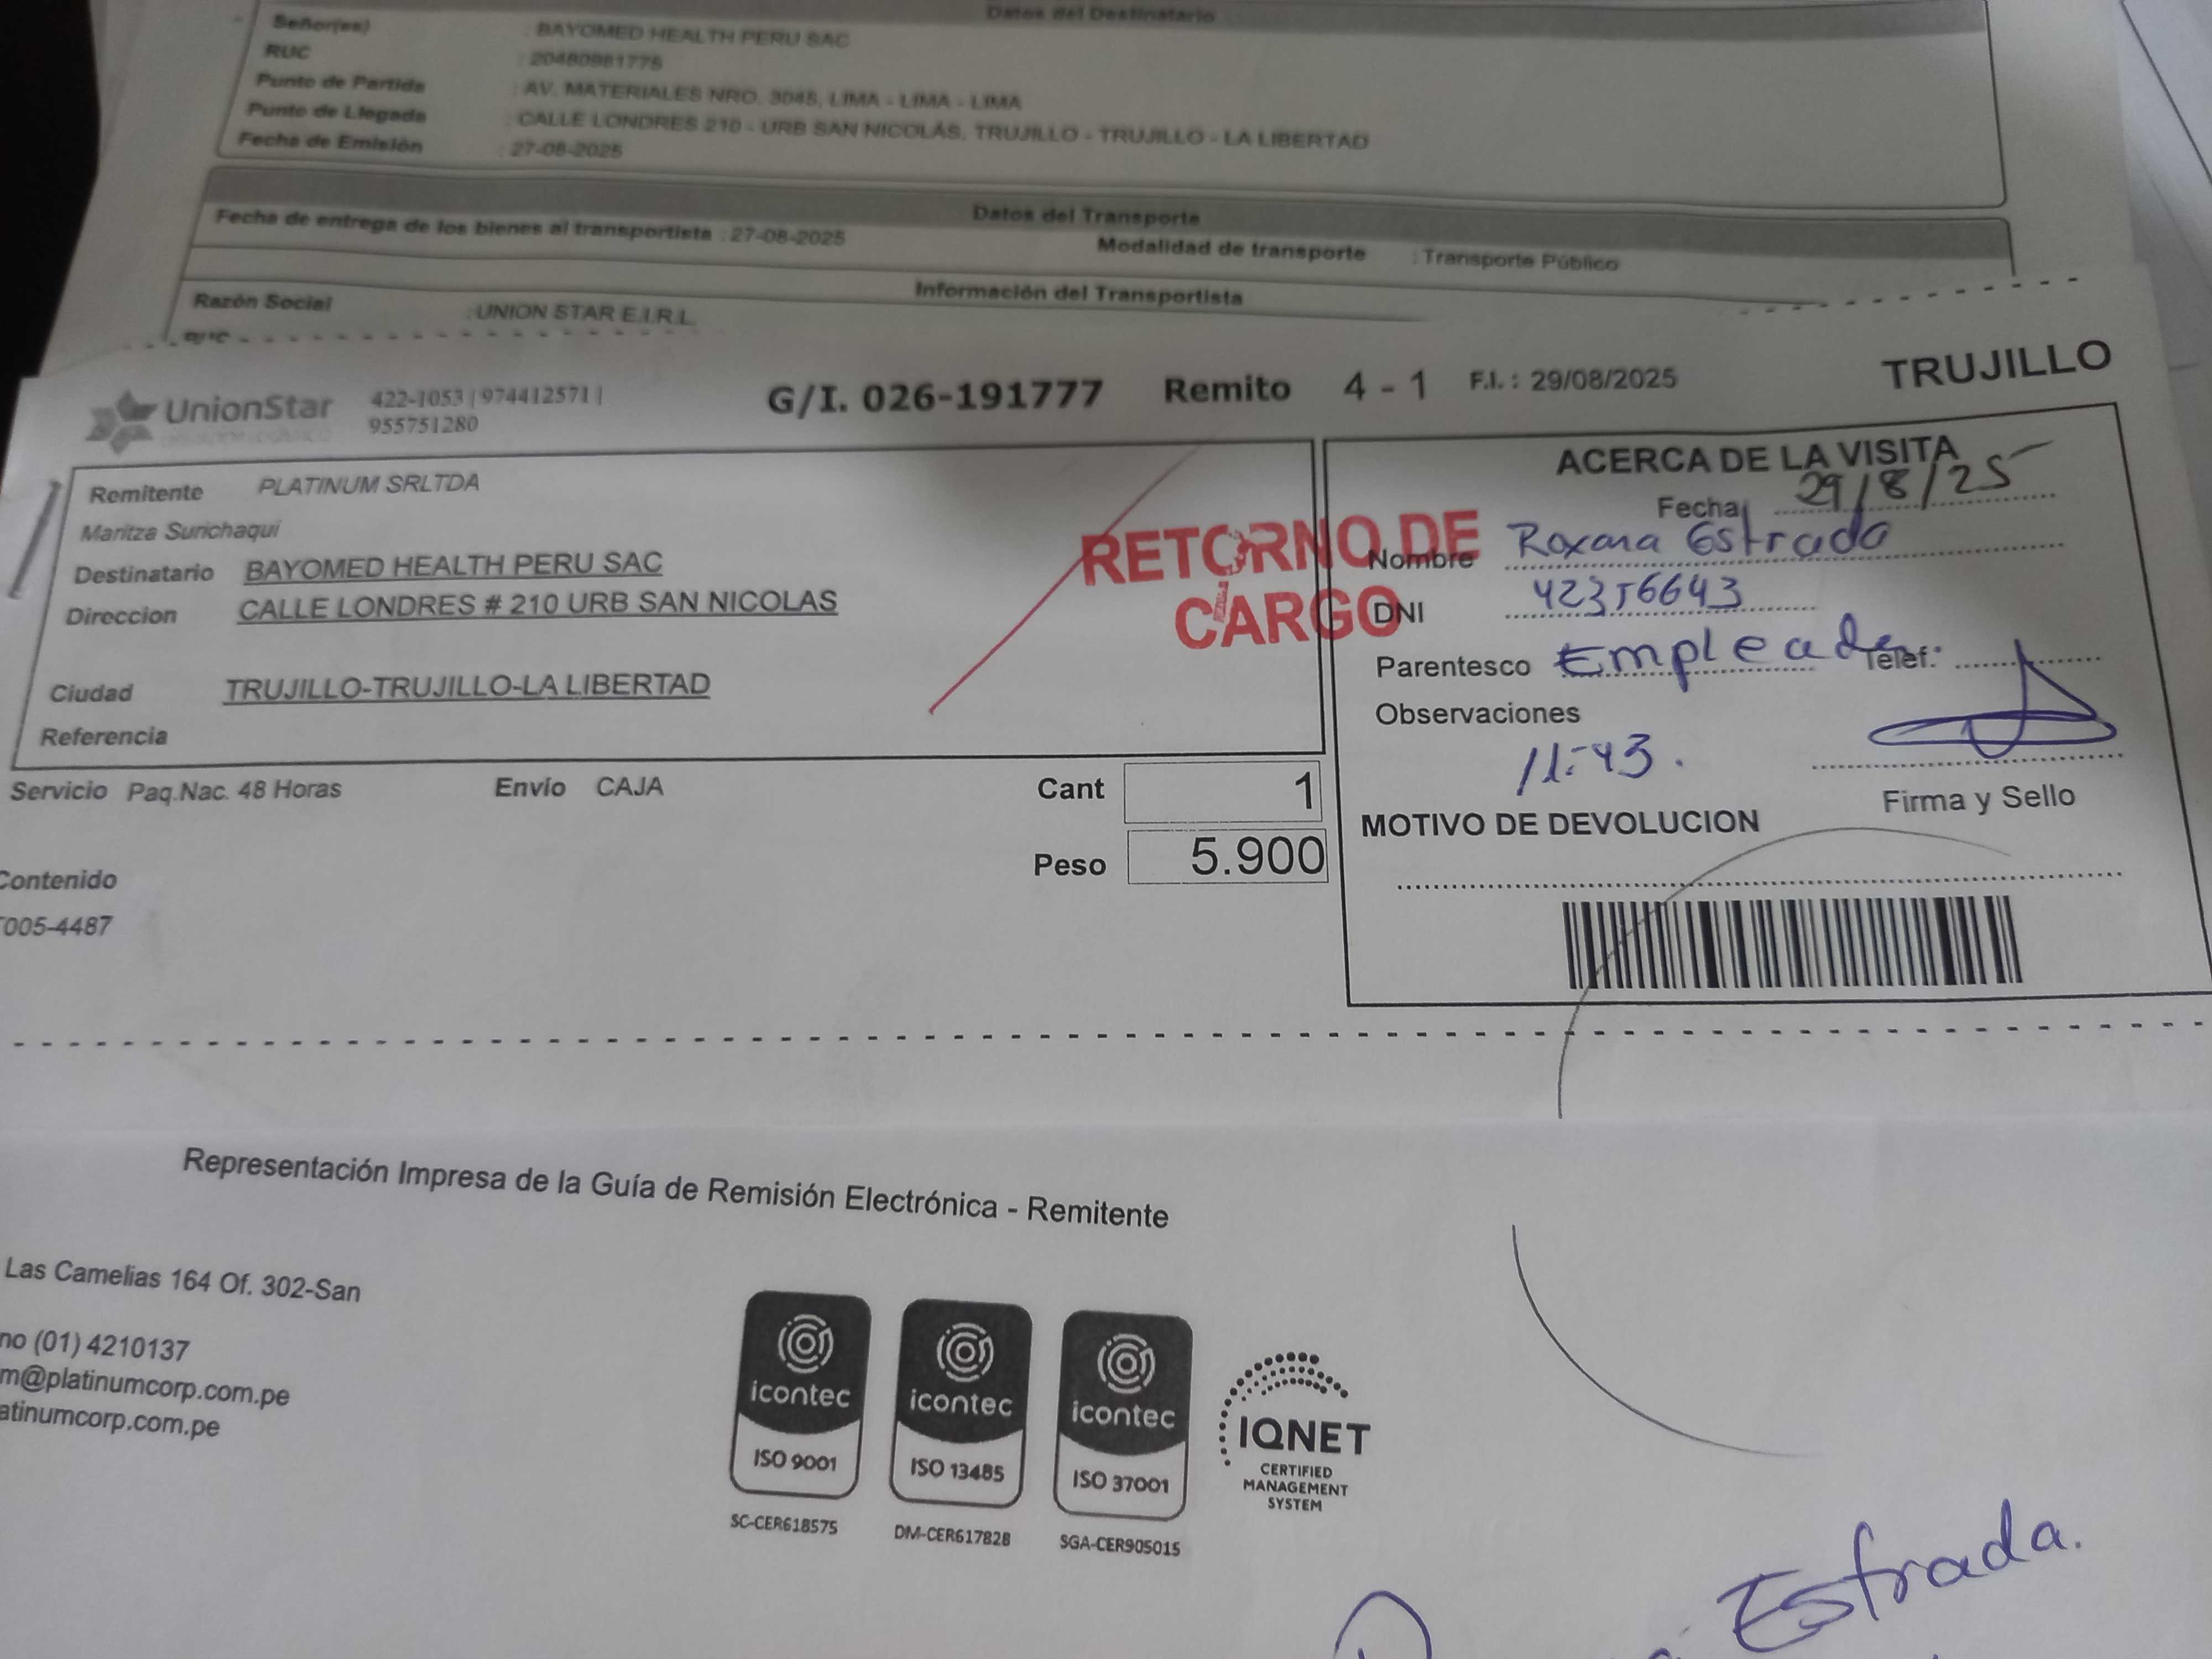 Datos del Destinatario
Señor(es) : BAYOMED HEALTH PERU SAC
RUC : 20480981775
Punto de Partida : AV. MATERIALES NRO. 3045, LIMA - LIMA - LIMA
Punto de Llegada : CALLE LONDRES 210 - URB SAN NICOLÁS, TRUJILLO - TRUJILLO - LA LIBERTAD
Fecha de Emisión : 27-08-2025
Datos del Transporte
Fecha de entrega de los bienes al transportista : 27-08-2025 Modalidad de transporte : Transporte Público
Información del Transportista
Razón Social : UNION STAR E.I.R.L.
UnionStar
422-1053 | 974412571 |
955751280
G/I. 026-191777 Remito 4 - 1 F.I. : 29/08/2025 TRUJILLO
Remitente PLATINUM SRLTDA
Maritza Surichaqui
Destinatario BAYOMED HEALTH PERU SAC
Direccion CALLE LONDRES # 210 URB SAN NICOLAS
Ciudad TRUJILLO-TRUJILLO-LA LIBERTAD
Referencia
RETORNO DE
CARGO
ACERCA DE LA VISITA
Fecha 29/8/25
Nombre Roxana Estrada
DNI 42356643
Parentesco Empleada Telef:
Observaciones
11:43.
Firma y Sello
MOTIVO DE DEVOLUCION
Servicio Paq.Nac. 48 Horas Envío CAJA Cant 1
Peso 5.900
Contenido
T005-4487
Representación Impresa de la Guía de Remisión Electrónica - Remitente
Las Camelias 164 Of. 302-San
no (01) 4210137
m@platinumcorp.com.pe
atinumcorp.com.pe
icontec
ISO 9001
SC-CER618575
icontec
ISO 13485
DM-CER617828
icontec
ISO 37001
SGA-CER905015
IQNET
CERTIFIED
MANAGEMENT
SYSTEM
Estrada.